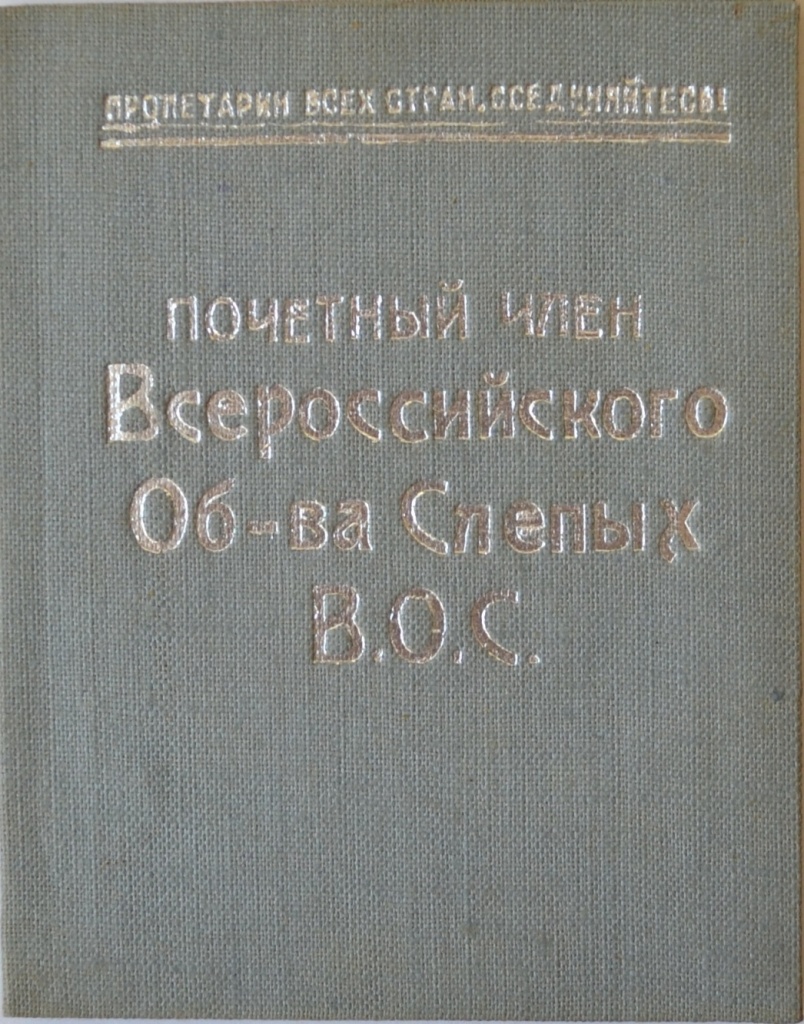 ПРОЛЕТАРИИ ВСЕХ СТРАН, СОЕДИНЯЙТЕСЬ!
ПОЧЕТНЫЙ ЧЛЕН
Всероссийского
Об-ва Слепых
В.О.С.